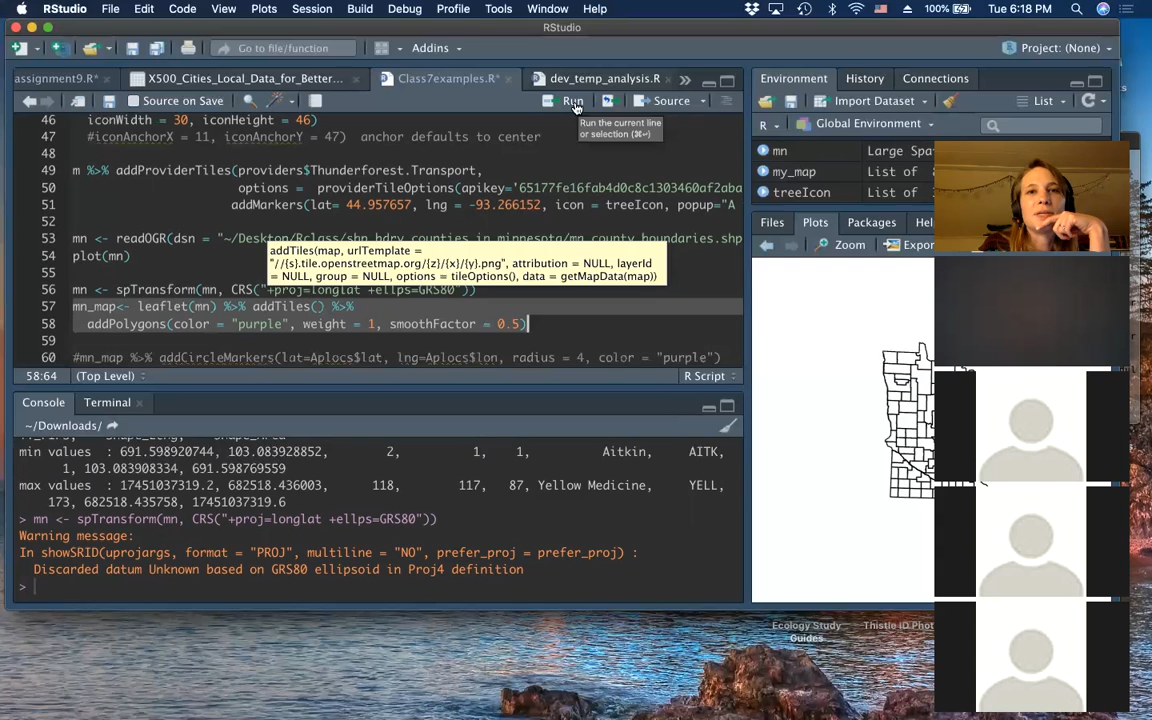 RStudio File Edit Code View Plots Session Build Debug Profile Tools Window Help 100% Tue 6:18 PM
RStudio
Go to file/function Addins Project: (None)
assignment9.R* X500_Cities_Local_Data_for_Better... Class7examples.R* dev_temp_analysis.R
Source on Save Run Source
Run the current line
or selection (⌘↩)
46 iconWidth = 30, iconHeight = 46)
47 #iconAnchorX = 11, iconAnchorY = 47) anchor defaults to center
48
49 m %>% addProviderTiles(providers$Thunderforest.Transport,
50 options = providerTileOptions(apikey='65177fe16fab4d0c8c1303460af2aba
51 addMarkers(lat= 44.957657, lng = -93.266152, icon = treeIcon, popup="A
52
53 mn <- readOGR(dsn = "~/Desktop/Rclass/shp_bdry_counties_in_minnesota/mn_county_boundaries.shp
54 plot(mn)
addTiles(map, urlTemplate =
"//{s}.tile.openstreetmap.org/{z}/{x}/{y}.png", attribution = NULL, layerId
= NULL, group = NULL, options = tileOptions(), data = getMapData(map))
55
56 mn <- spTransform(mn, CRS("+proj=longlat +ellps=GRS80"))
57 mn_map<- leaflet(mn) %>% addTiles() %>%
58 addPolygons(color = "purple", weight = 1, smoothFactor = 0.5)
59
60 #mn_map %>% addCircleMarkers(lat=Aplocs$lat, lng=Aplocs$lon, radius = 4, color = "purple")
58:64 (Top Level) R Script
Console Terminal
~/Downloads/
min values : 691.598920744, 103.083928852, 2, 1, 1, Aitkin, AITK,
1, 103.083908334, 691.598769559
max values : 17451037319.2, 682518.436003, 118, 117, 87, Yellow Medicine, YELL,
173, 682518.435758, 17451037319.6
> mn <- spTransform(mn, CRS("+proj=longlat +ellps=GRS80"))
Warning message:
In showSRID(uprojargs, format = "PROJ", multiline = "NO", prefer_proj = prefer_proj) :
Discarded datum Unknown based on GRS80 ellipsoid in Proj4 definition
>
Environment History Connections
Import Dataset List
R Global Environment
mn Large Spa
my_map List of
treeIcon List of
Files Plots Packages
Zoom Expor
Ecology Study
Guides
Thistle ID Phot